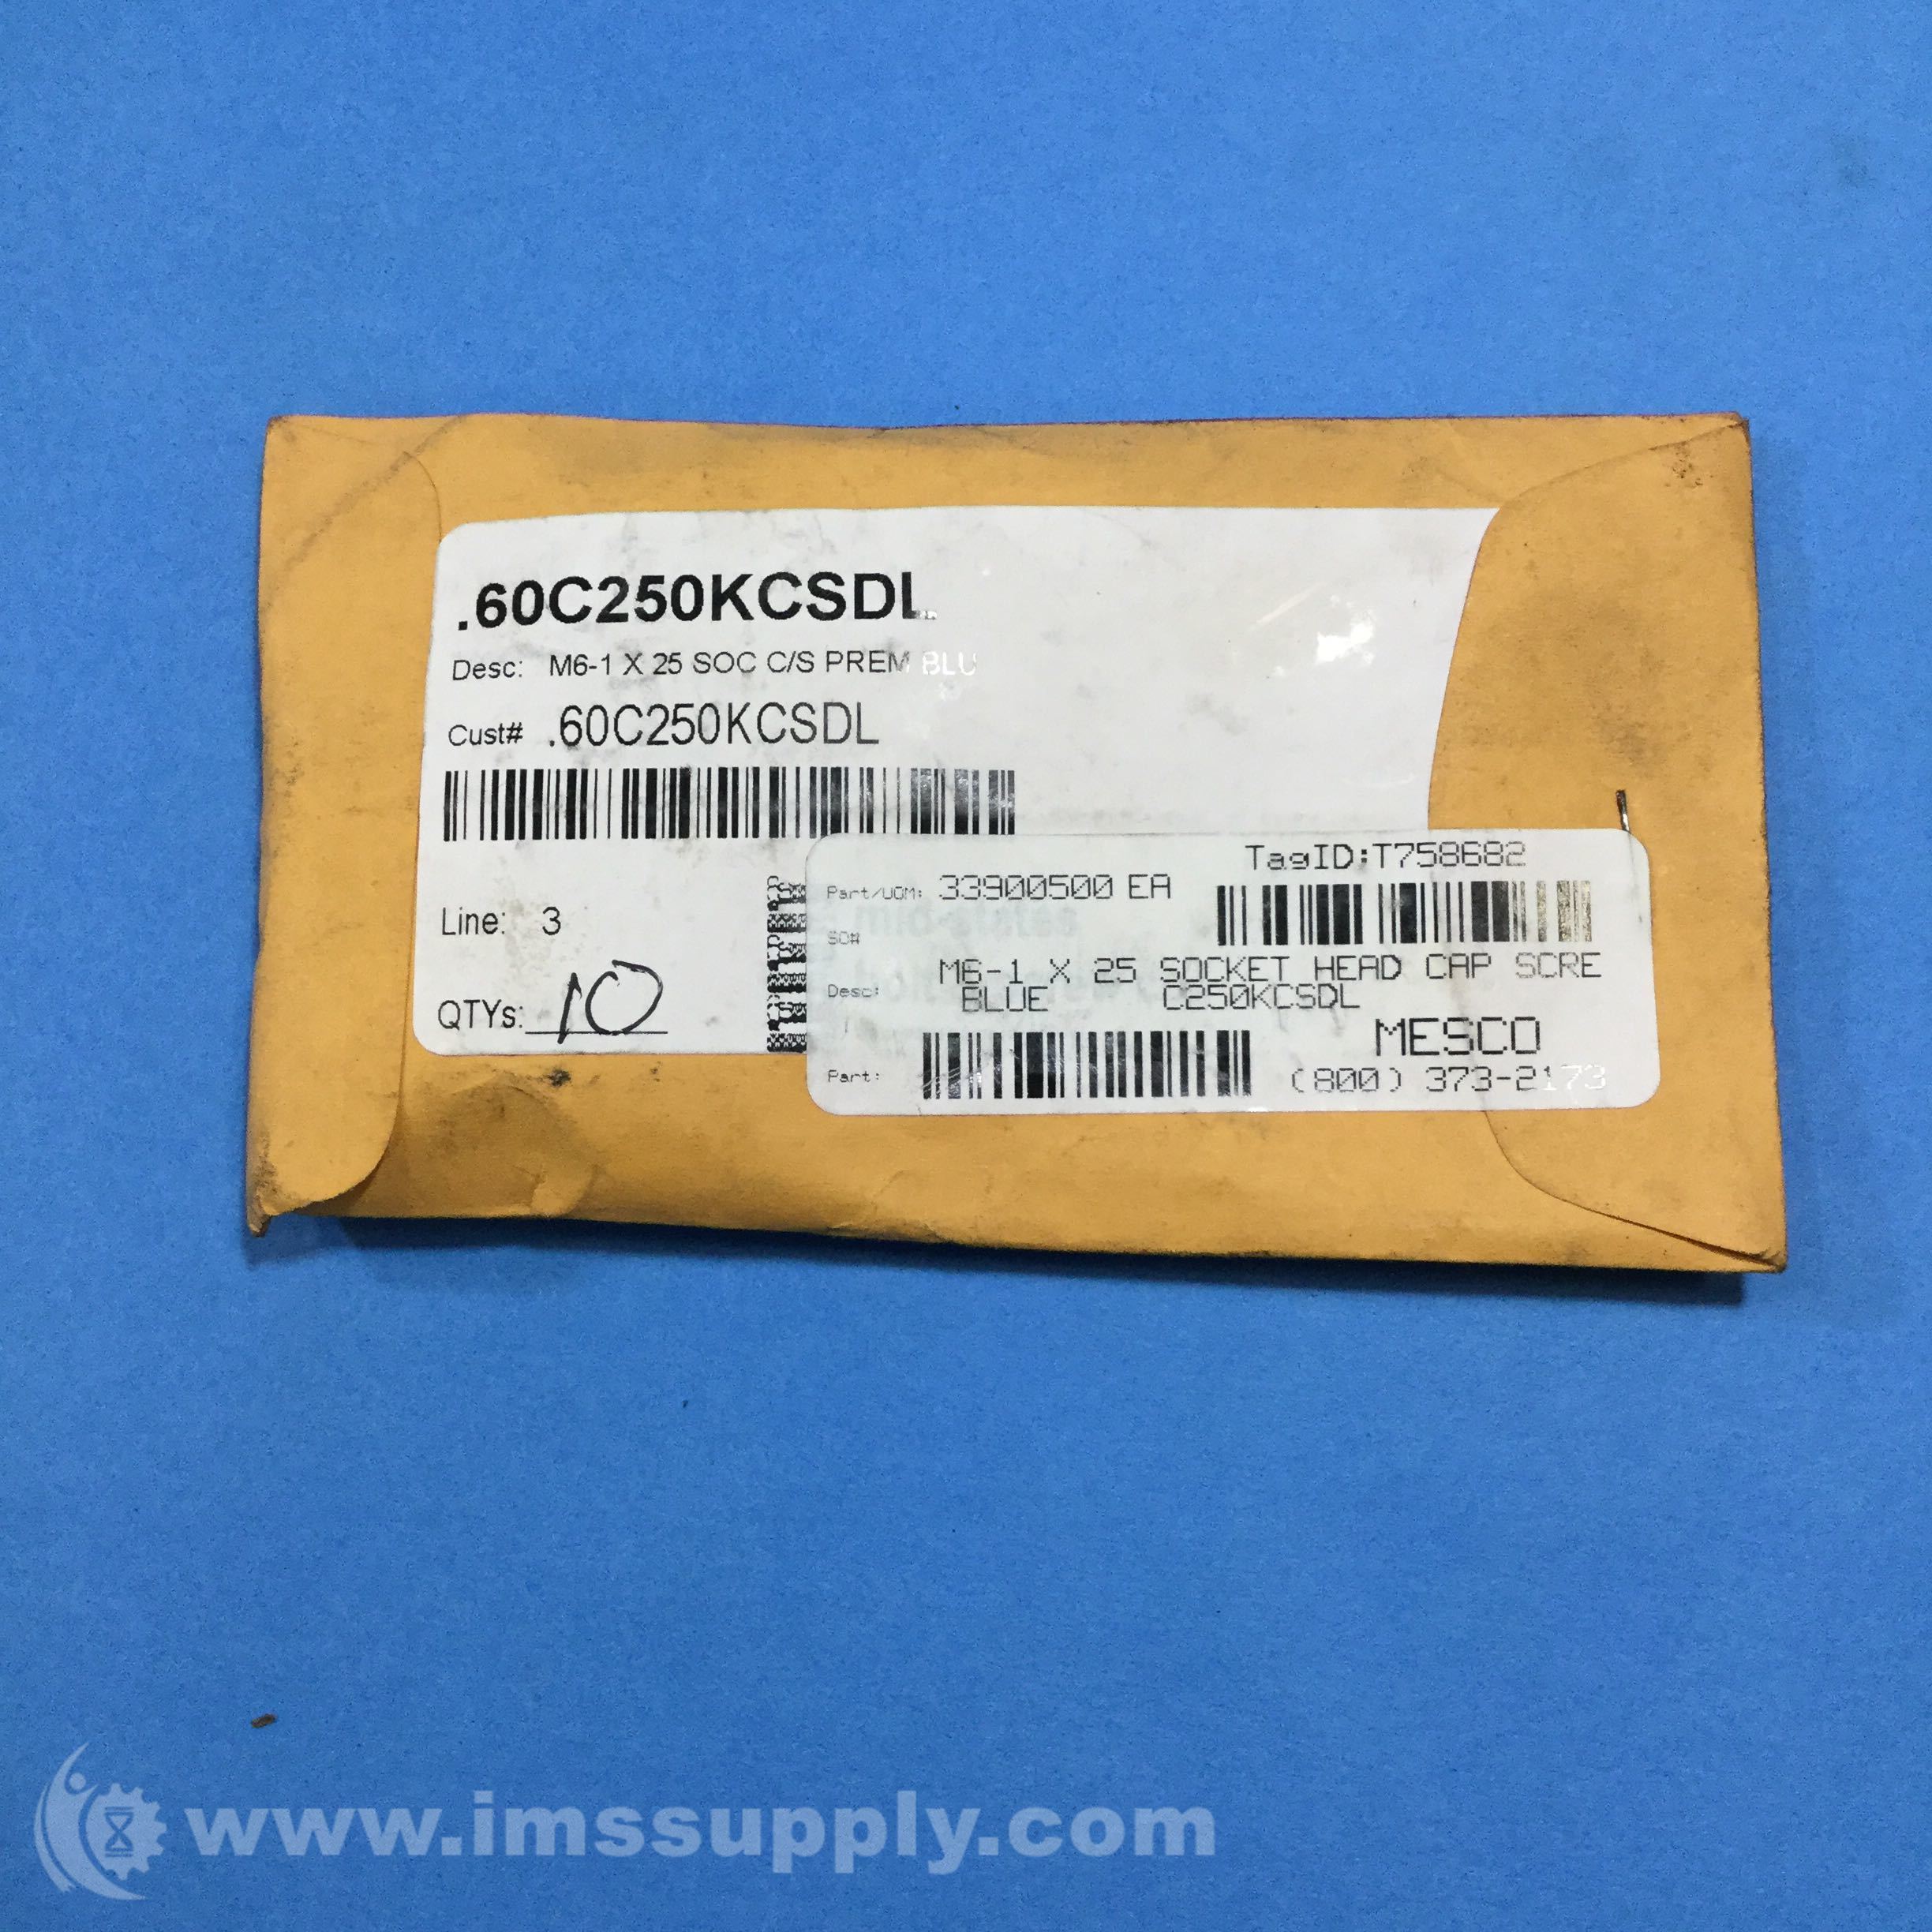 .60C250KCSDL
Desc: M6-1 X 25 SOC C/S PREM BLU
Cust# .60C250KCSDL
Line: 3
QTYs: 10
TagID:T758682
Part/UOM: 33900500 EA
SO#
Desc: M6-1 X 25 SOCKET HEAD CAP SCRE
BLUE C250KCSDL
MESCO
Part: (800) 373-2173
www.imssupply.com